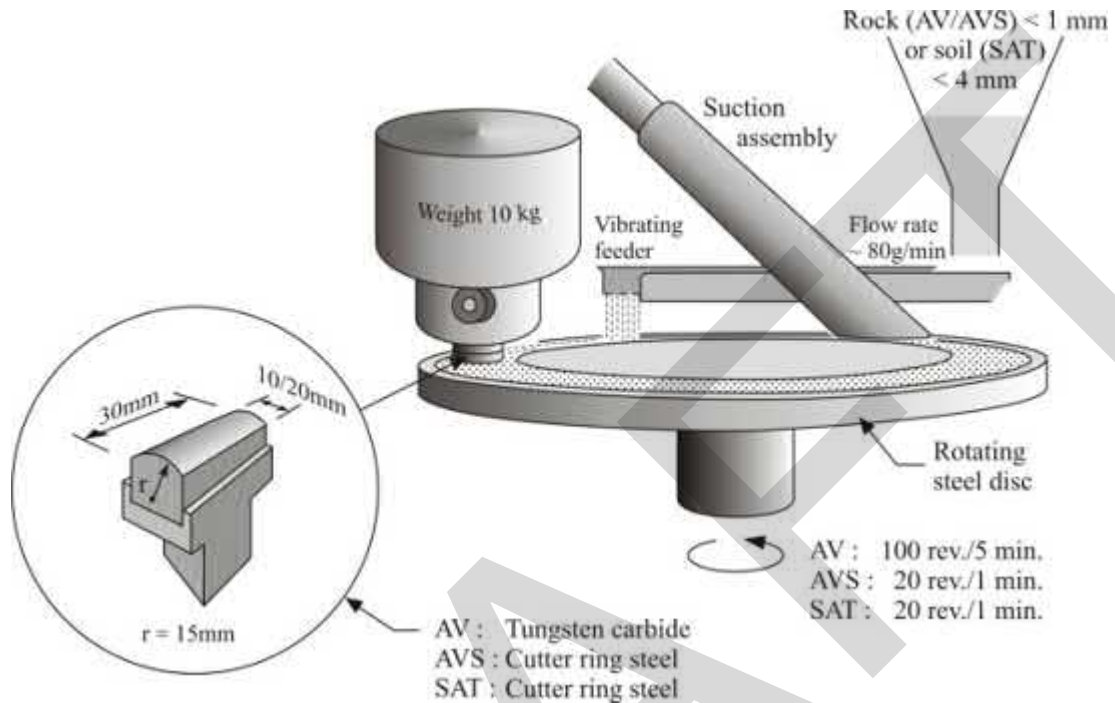 Rock (AV/AVS) < 1 mm
or soil (SAT)
< 4 mm
Suction
assembly
Weight 10 kg
Vibrating
feeder
Flow rate
~ 80g/min
30mm
10/20mm
r
r = 15mm
Rotating
steel disc
AV : 100 rev./5 min.
AVS : 20 rev./1 min.
SAT : 20 rev./1 min.
AV : Tungsten carbide
AVS : Cutter ring steel
SAT : Cutter ring steel